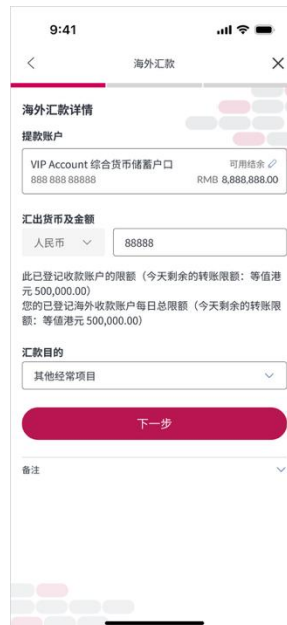 9:41
海外汇款
海外汇款详情
提款账户
VIP Account 综合货币储蓄户口 可用结余
888 888 88888 RMB 8,888,888.00
汇出货币及金额
人民币 88888
此已登记收款账户的限额（今天剩余的转账限额：等值港
元 500,000.00）
您的已登记海外收款账户每日总限额（今天剩余的转账限
额：等值港元 500,000.00）
汇款目的
其他经常项目
下一步
备注